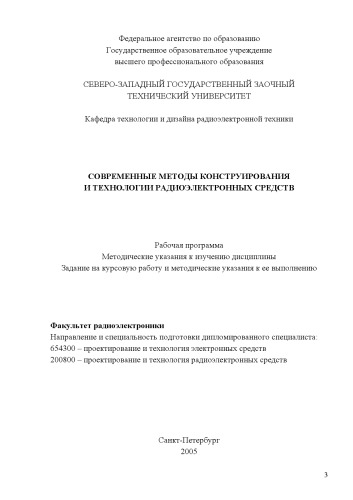 Федеральное агентство по образованию
Государственное образовательное учреждение
высшего профессионального образования
СЕВЕРО-ЗАПАДНЫЙ ГОСУДАРСТВЕННЫЙ ЗАОЧНЫЙ
ТЕХНИЧЕСКИЙ УНИВЕРСИТЕТ
Кафедра технологии и дизайна радиоэлектронной техники
СОВРЕМЕННЫЕ МЕТОДЫ КОНСТРУИРОВАНИЯ
И ТЕХНОЛОГИИ РАДИОЭЛЕКТРОННЫХ СРЕДСТВ
Рабочая программа
Методические указания к изучению дисциплины
Задание на курсовую работу и методические указания к ее выполнению
Факультет радиоэлектроники
Направление и специальность подготовки дипломированного специалиста:
654300 – проектирование и технология электронных средств
200800 – проектирование и технология радиоэлектронных средств
Санкт-Петербург
2005
3